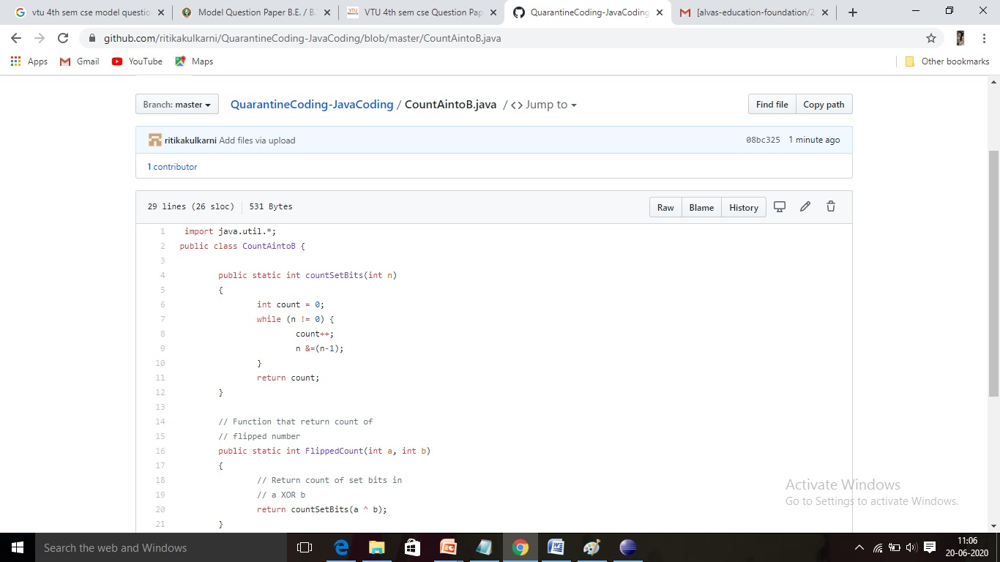 vtu 4th sem cse model questio
Model Question Paper B.E. / B.
VTU 4th sem cse Question Pap
QuarantineCoding-JavaCoding
[alvas-education-foundation/2
github.com/ritikakulkarni/QuarantineCoding-JavaCoding/blob/master/CountAintoB.java
Apps
Gmail
YouTube
Maps
Other bookmarks
Branch: master
QuarantineCoding-JavaCoding / CountAintoB.java / <> Jump to
Find file
Copy path
ritikakulkarni Add files via upload
08bc325 1 minute ago
1 contributor
29 lines (26 sloc) 531 Bytes
Raw
Blame
History
1 import java.util.*;
2 public class CountAintoB {
3
4 public static int countSetBits(int n)
5 {
6 int count = 0;
7 while (n != 0) {
8 count++;
9 n &=(n-1);
10 }
11 return count;
12 }
13
14 // Function that return count of
15 // flipped number
16 public static int FlippedCount(int a, int b)
17 {
18 // Return count of set bits in
19 // a XOR b
20 return countSetBits(a ^ b);
21 }
Activate Windows
Go to Settings to activate Windows.
Search the web and Windows
11:06
20-06-2020